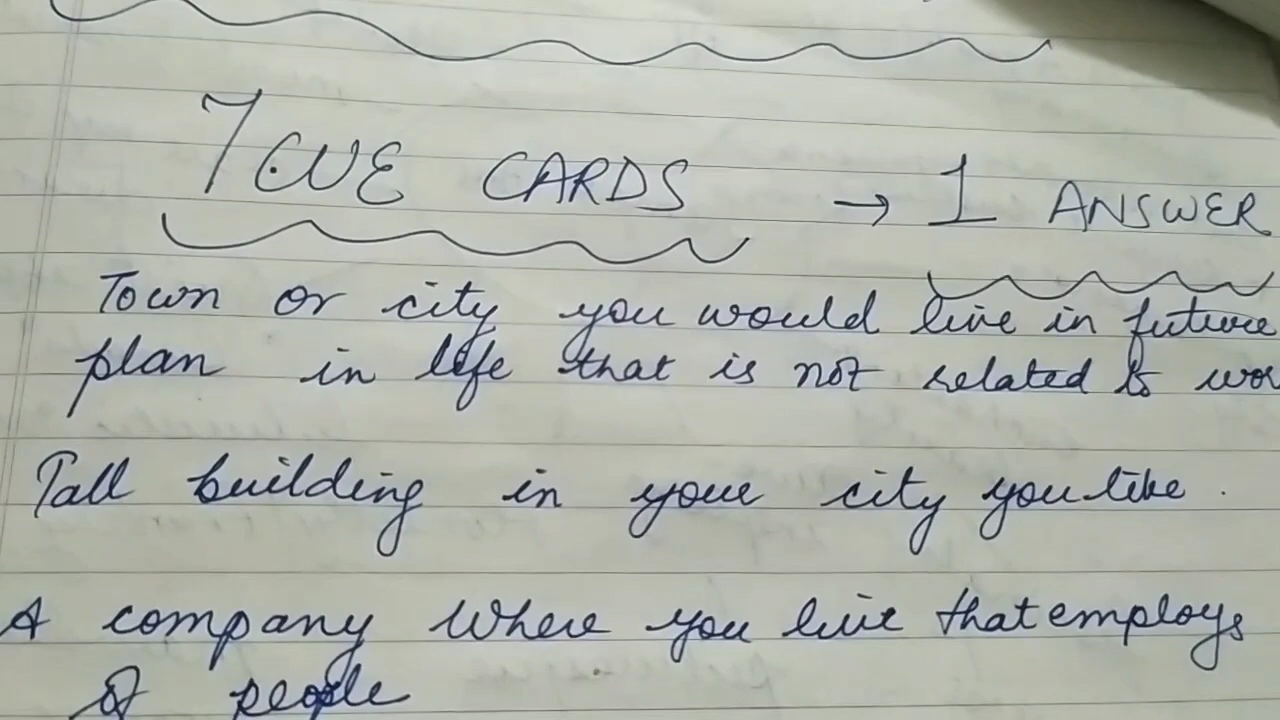 7 CUE CARDS → 1 ANSWER
Town or city you would live in future
plan in life that is not related to
Tall building in your city you like.
A company where you live that employs
of people